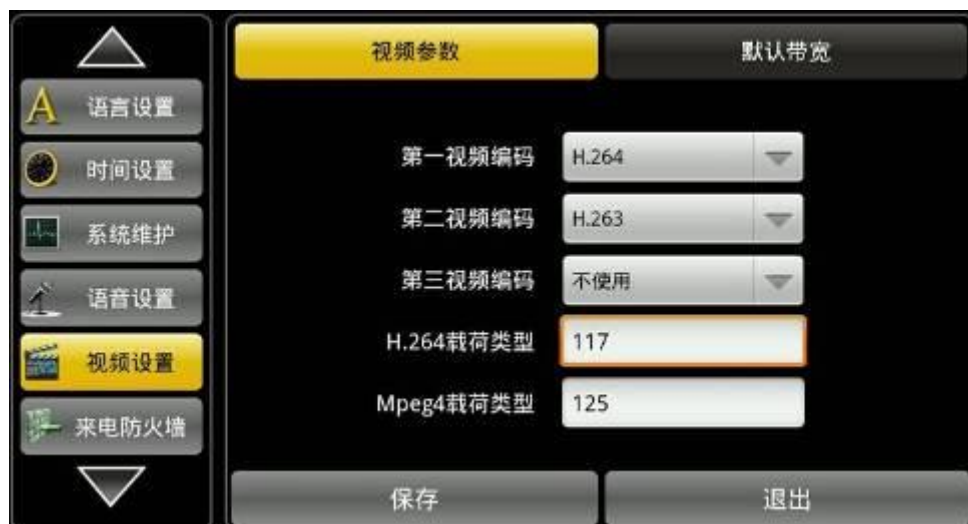 语言设置
时间设置
系统维护
语音设置
视频设置
来电防火墙
视频参数
默认带宽
第一视频编码 H.264
第二视频编码 H.263
第三视频编码 不使用
H.264载荷类型 117
Mpeg4载荷类型 125
保存
退出